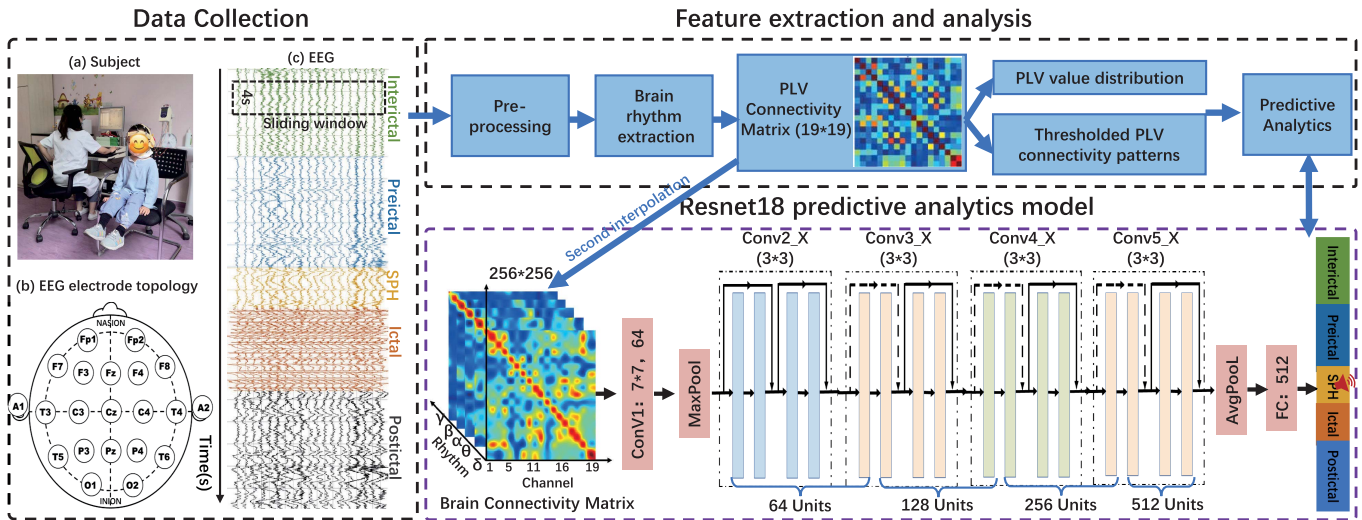 Data Collection
Feature extraction and analysis
(a) Subject
(c) EEG
4s
Sliding window
Interictal
Preictal
SPH
Ictal
Postictal
Time(s)
(b) EEG electrode topology
NASION
Fp1
Fp2
F7
F3
Fz
F4
F8
A1
T3
C3
Cz
C4
T4
A2
T5
P3
Pz
P4
T6
O1
O2
INION
Pre-
processing
Brain
rhythm
extraction
PLV
Connectivity
Matrix (19*19)
PLV value distribution
Thresholded PLV
connectivity patterns
Predictive
Analytics
Second interpolation
Resnet18 predictive analytics model
256*256
γ
β
α
θ
δ
Rhythm
1 5 11 16 19
Channel
Brain Connectivity Matrix
ConV1: 7*7, 64
MaxPool
Conv2_X
(3*3)
Conv3_X
(3*3)
Conv4_X
(3*3)
Conv5_X
(3*3)
64 Units
128 Units
256 Units
512 Units
AvgPooL
FC: 512
Interictal
Preictal
SPH
Ictal
Postictal